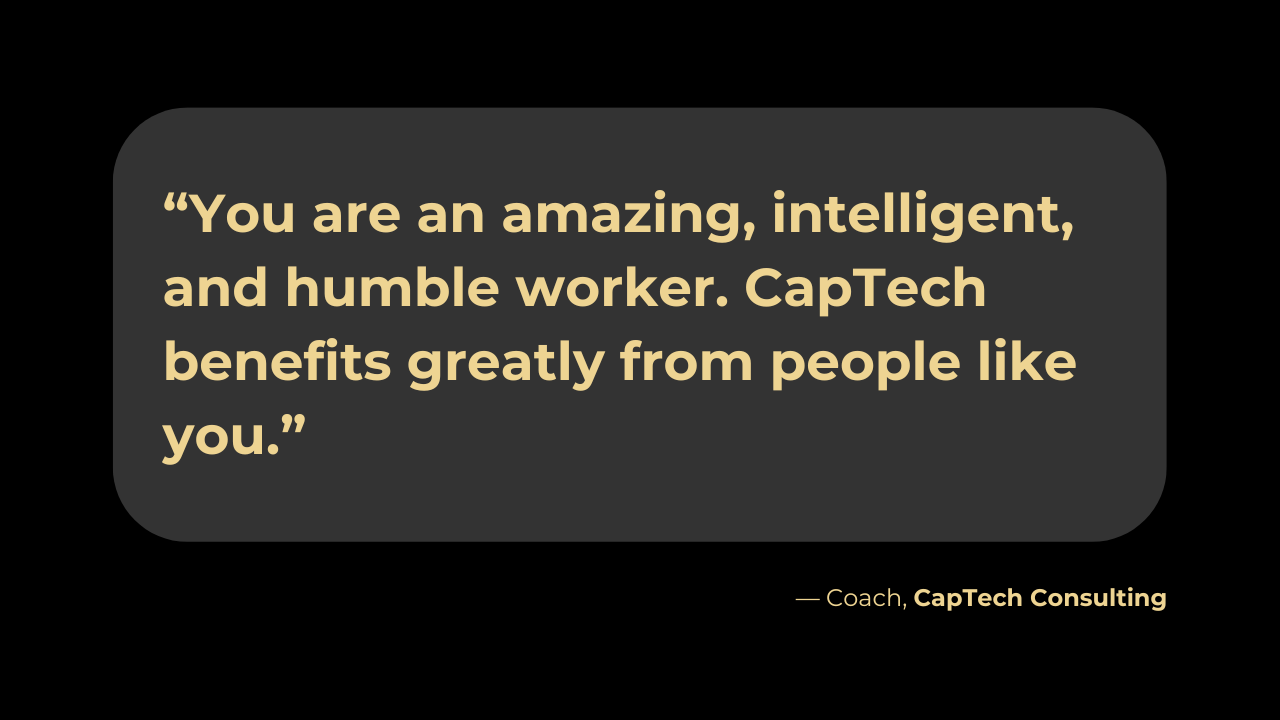 “You are an amazing, intelligent,
and humble worker. CapTech
benefits greatly from people like
you.”
— Coach, CapTech Consulting